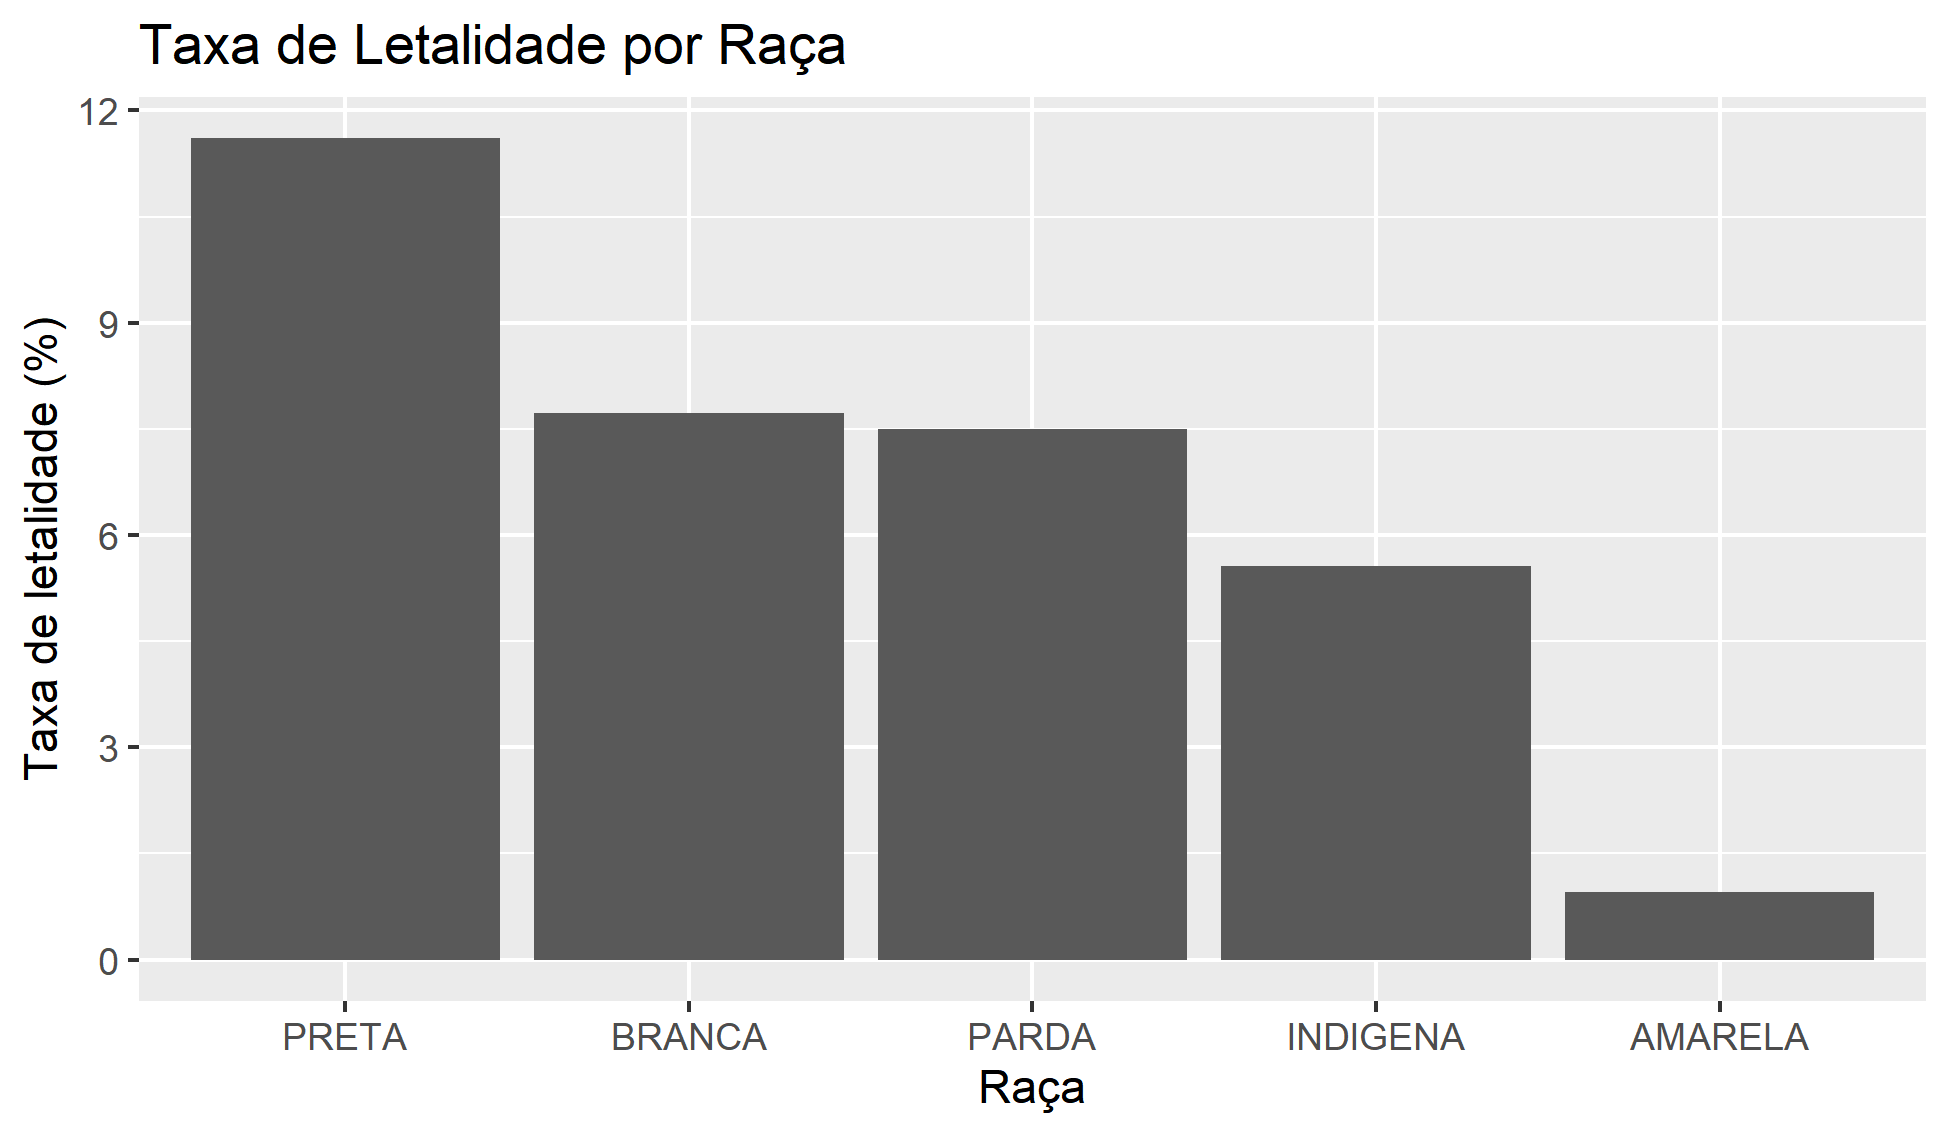 Taxa de Letalidade por Raça
Taxa de letalidade (%)
12
9
6
3
0
PRETA BRANCA PARDA INDIGENA AMARELA
Raça